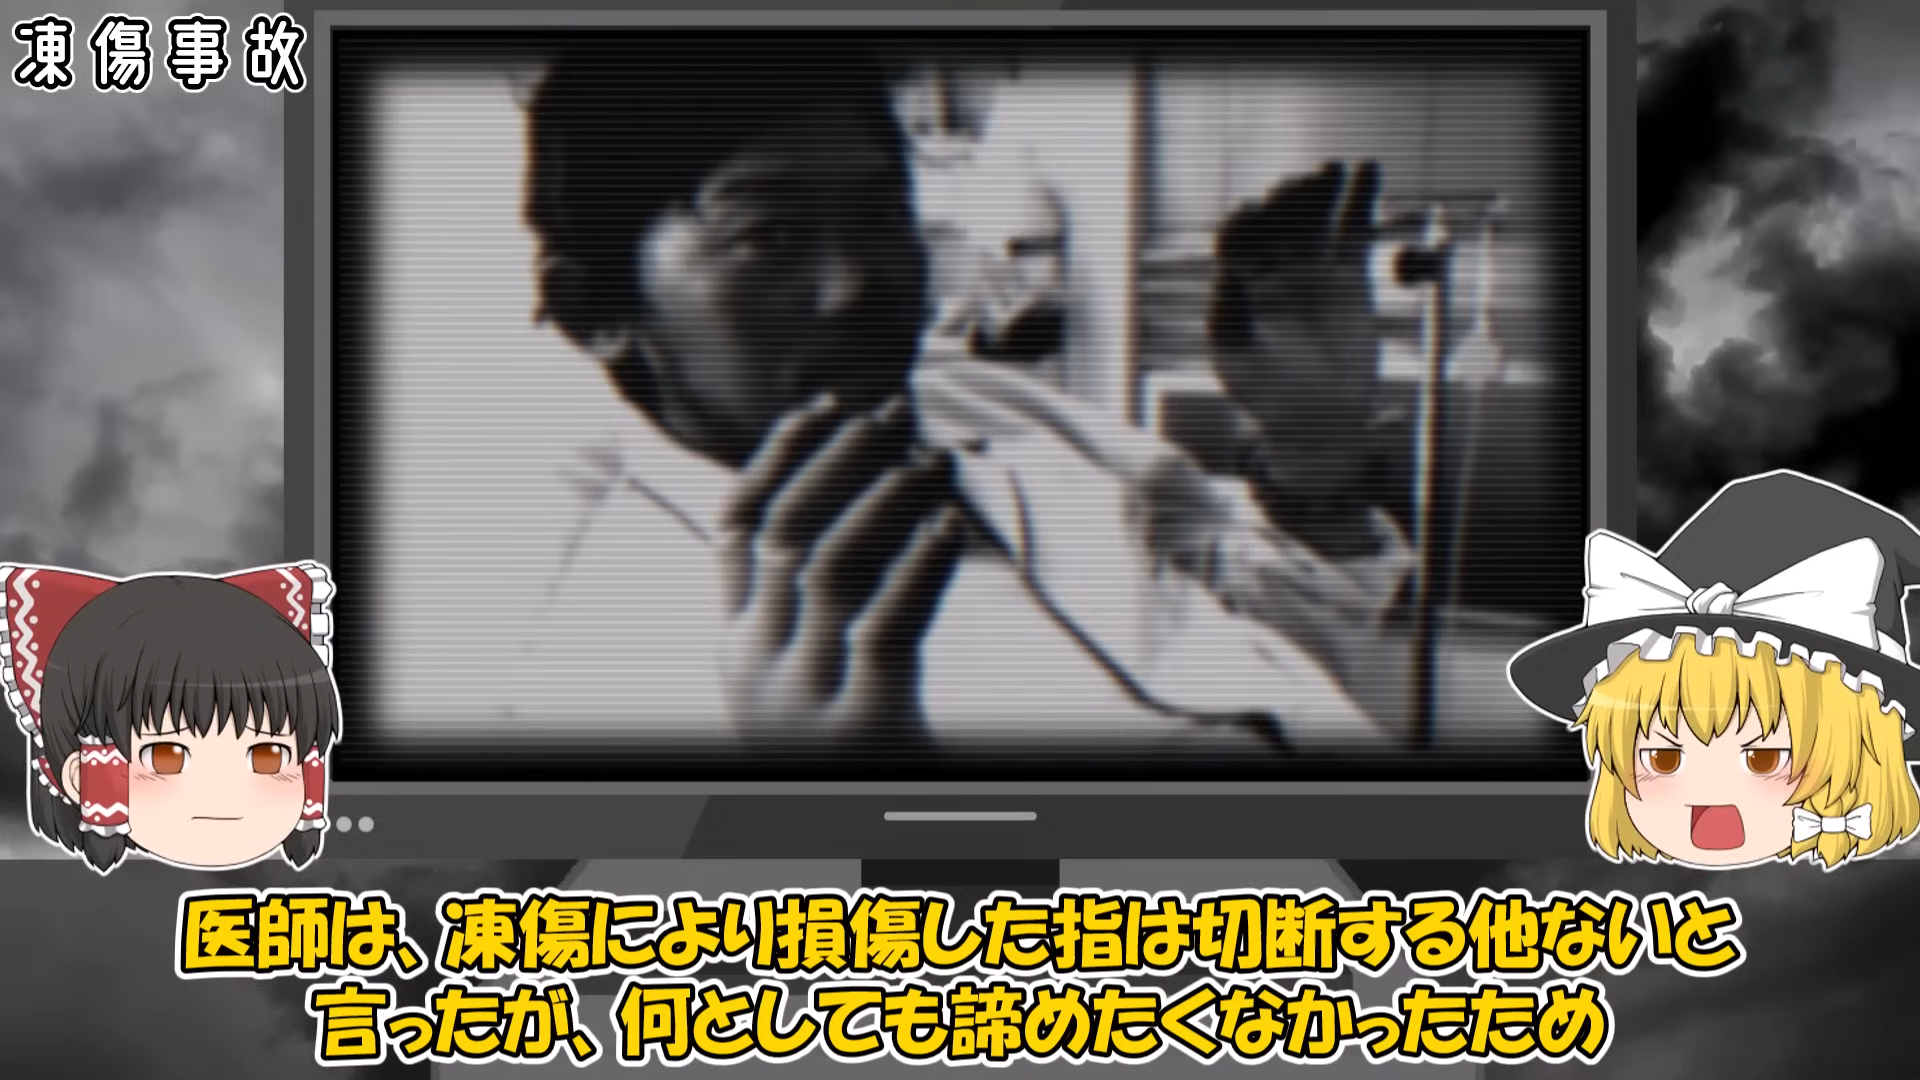 凍傷事故
医師は、凍傷により損傷した指は切断する他ないと
言ったが、何としても諦めたくなかったため